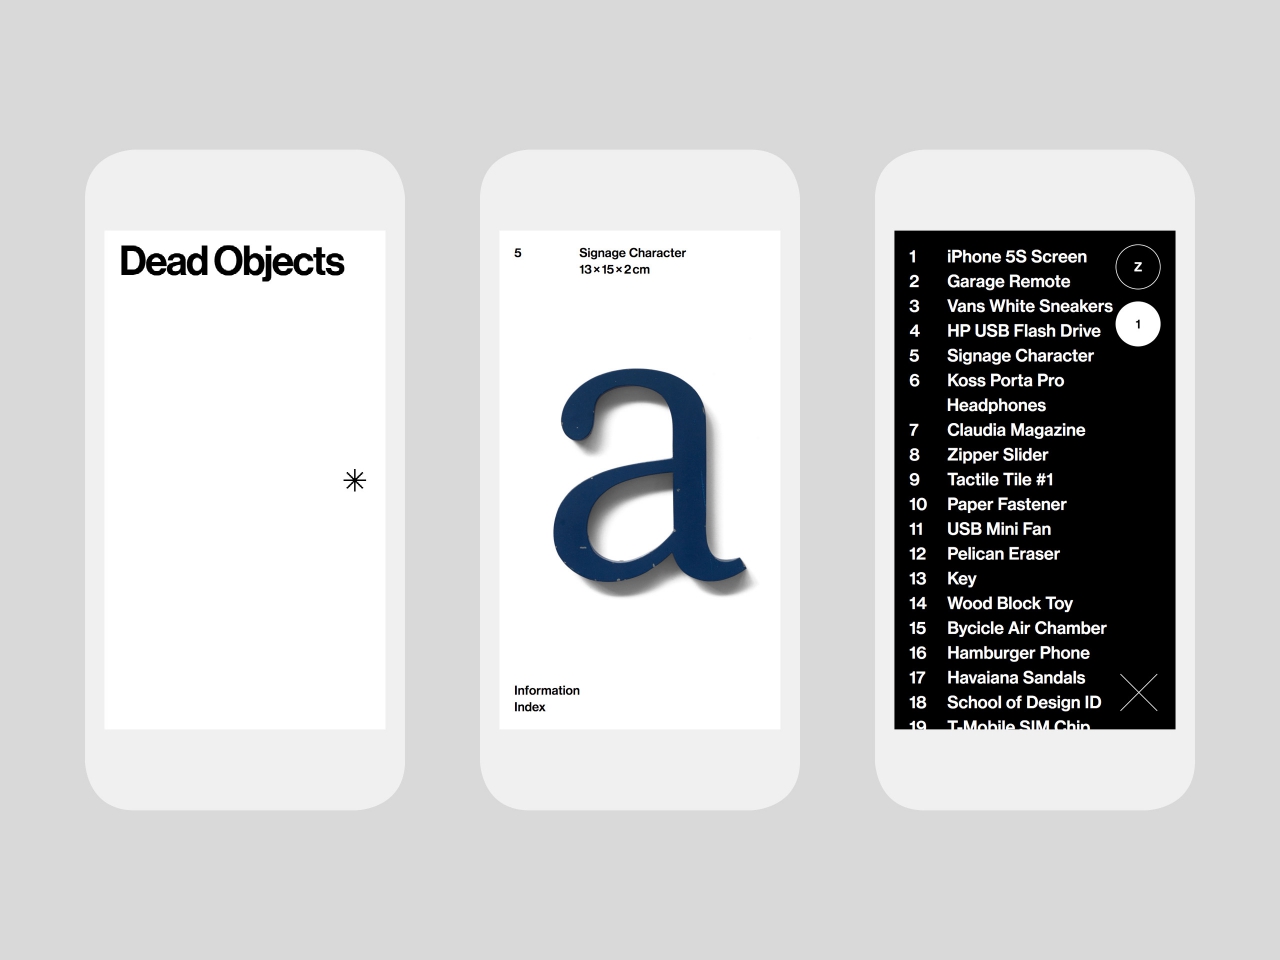 Dead Objects
5 Signage Character
13 × 15 × 2 cm
a
Information
Index
1 iPhone 5S Screen
2 Garage Remote
3 Vans White Sneakers
4 HP USB Flash Drive
5 Signage Character
6 Koss Porta Pro
Headphones
7 Claudia Magazine
8 Zipper Slider
9 Tactile Tile #1
10 Paper Fastener
11 USB Mini Fan
12 Pelican Eraser
13 Key
14 Wood Block Toy
15 Bycicle Air Chamber
16 Hamburger Phone
17 Havaiana Sandals
18 School of Design ID
19 T-Mobile SIM Chip
Z
1